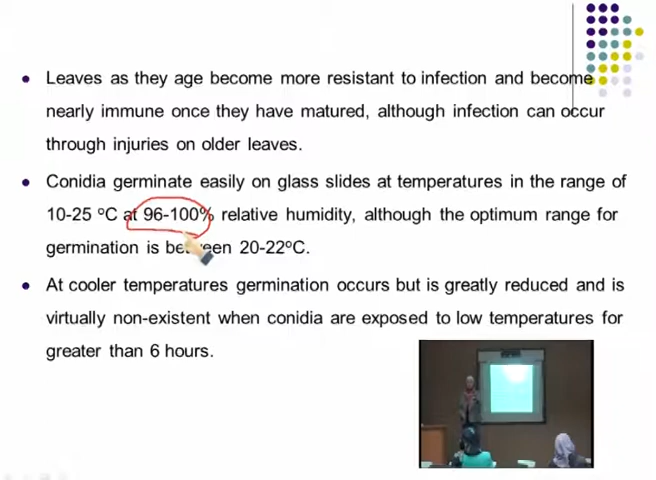 Leaves as they age become more resistant to infection and become
nearly immune once they have matured, although infection can occur
through injuries on older leaves.
Conidia germinate easily on glass slides at temperatures in the range of
10-25 ºC at 96-100% relative humidity, although the optimum range for
germination is between 20-22ºC.
At cooler temperatures germination occurs but is greatly reduced and is
virtually non-existent when conidia are exposed to low temperatures for
greater than 6 hours.